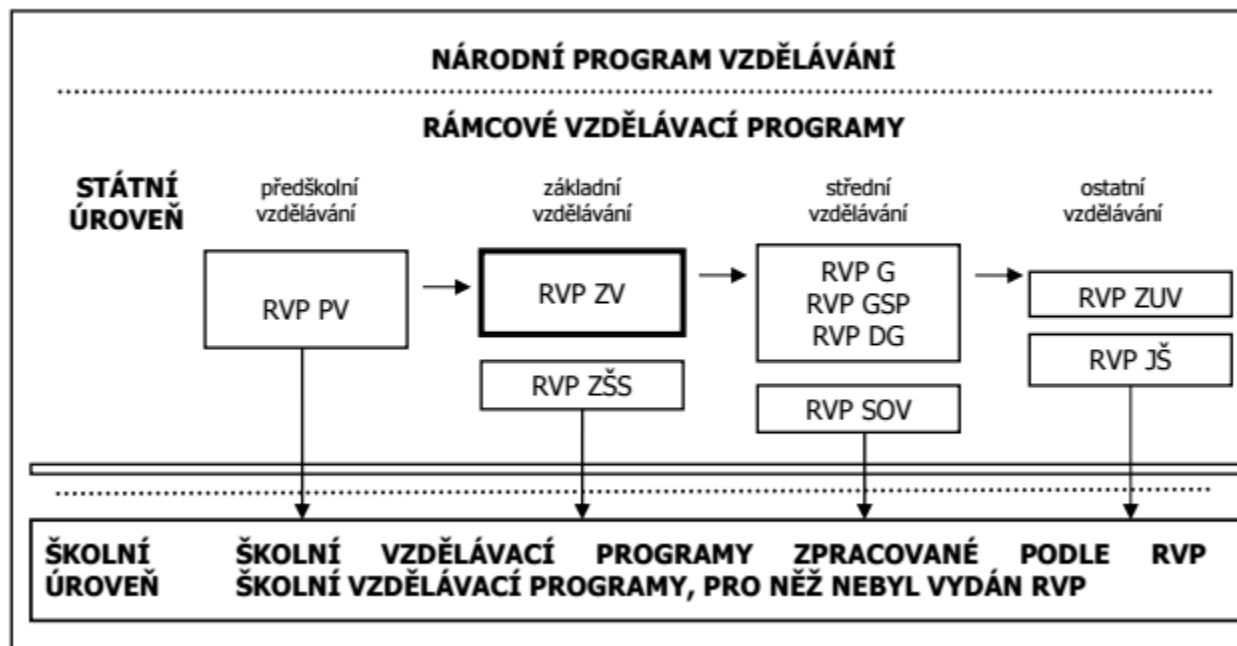 NÁRODNÍ PROGRAM VZDĚLÁVÁNÍ
RÁMCOVÉ VZDĚLÁVACÍ PROGRAMY
STÁTNÍ
ÚROVEŇ
předškolní
vzdělávání
základní
vzdělávání
střední
vzdělávání
ostatní
vzdělávání
RVP PV
RVP ZV
RVP ZŠS
RVP G
RVP GSP
RVP DG
RVP SOV
RVP ZUV
RVP JŠ
ŠKOLNÍ
ÚROVEŇ
ŠKOLNÍ VZDĚLÁVACÍ PROGRAMY ZPRACOVANÉ PODLE RVP
ŠKOLNÍ VZDĚLÁVACÍ PROGRAMY, PRO NĚŽ NEBYL VYDÁN RVP